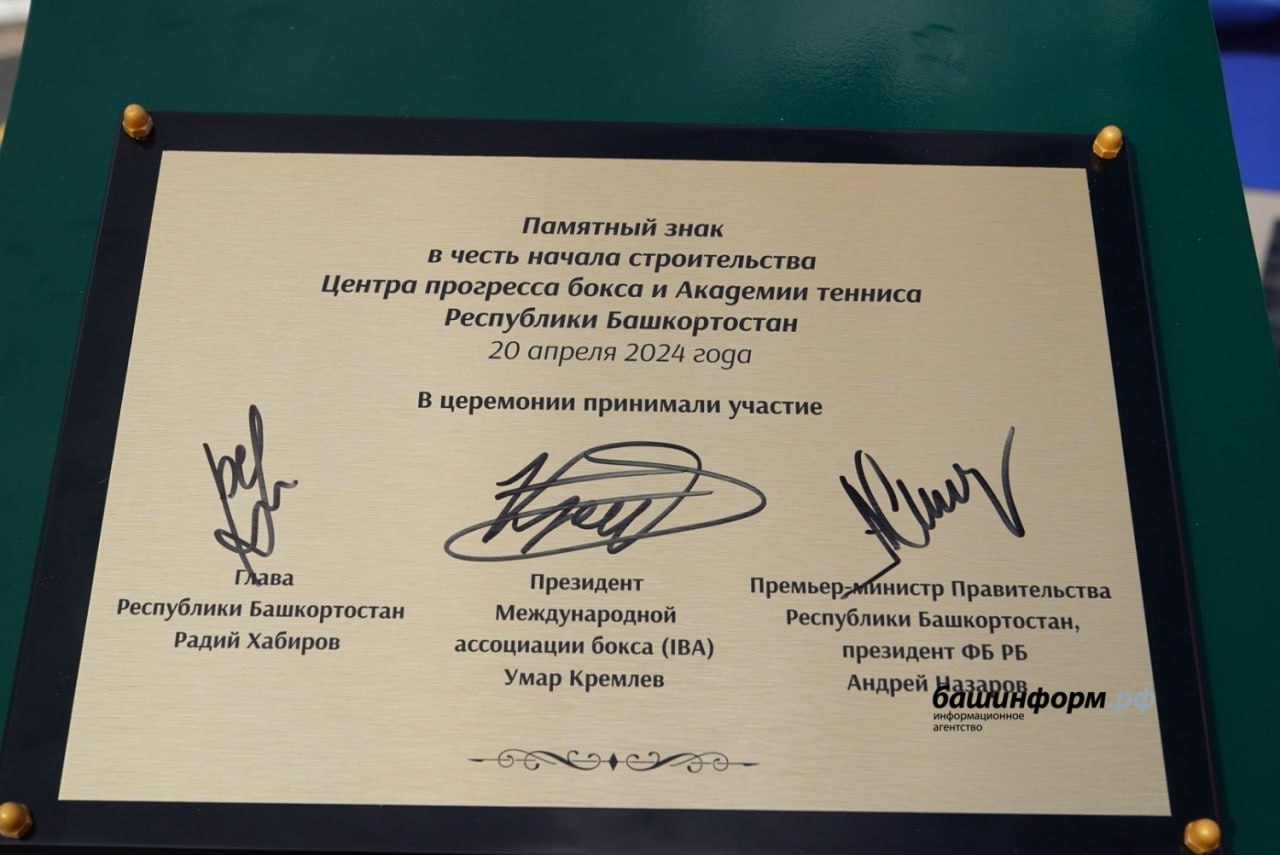 Памятный знак
в честь начала строительства
Центра прогресса бокса и Академии тенниса
Республики Башкортостан
20 апреля 2024 года
В церемонии принимали участие
Глава
Республики Башкортостан
Радий Хабиров
Президент
Международной
ассоциации бокса (IBA)
Умар Кремлев
Премьер-министр Правительства
Республики Башкортостан,
президент ФБ РБ
Андрей Назаров
башинформ.рф
информационное
агентство